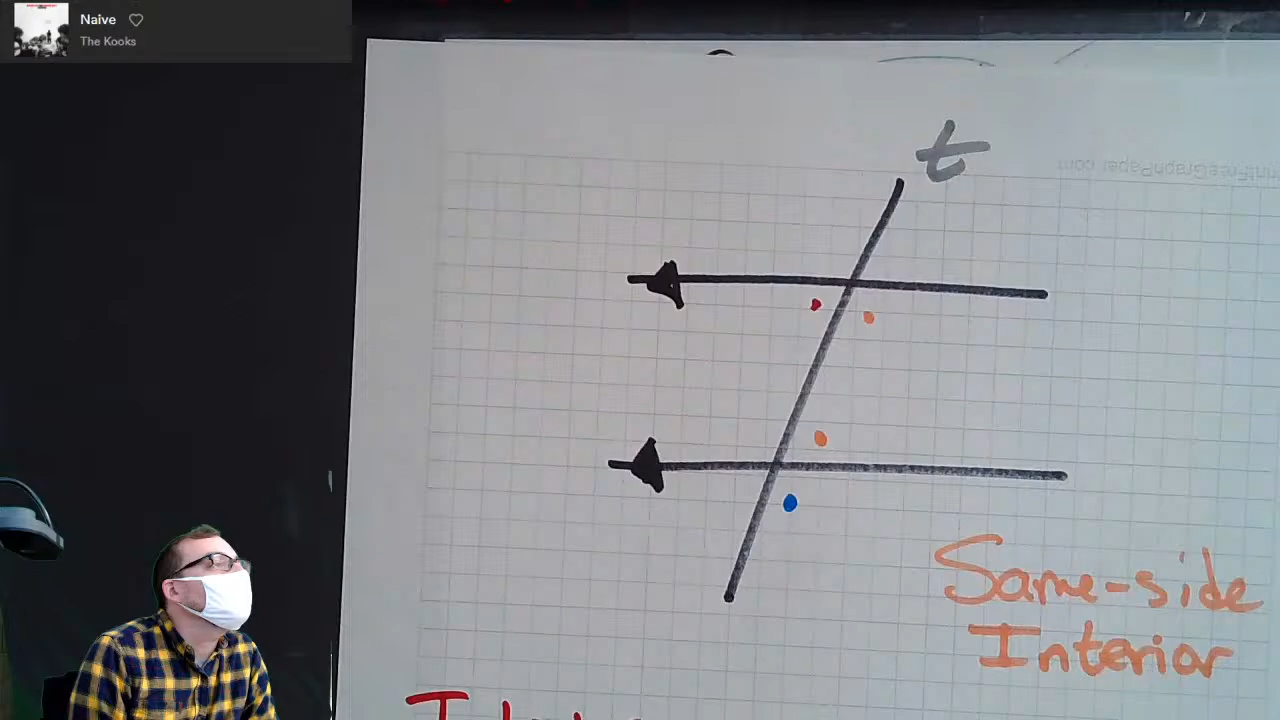 Naive
The Kooks
t
Same-side
Interior